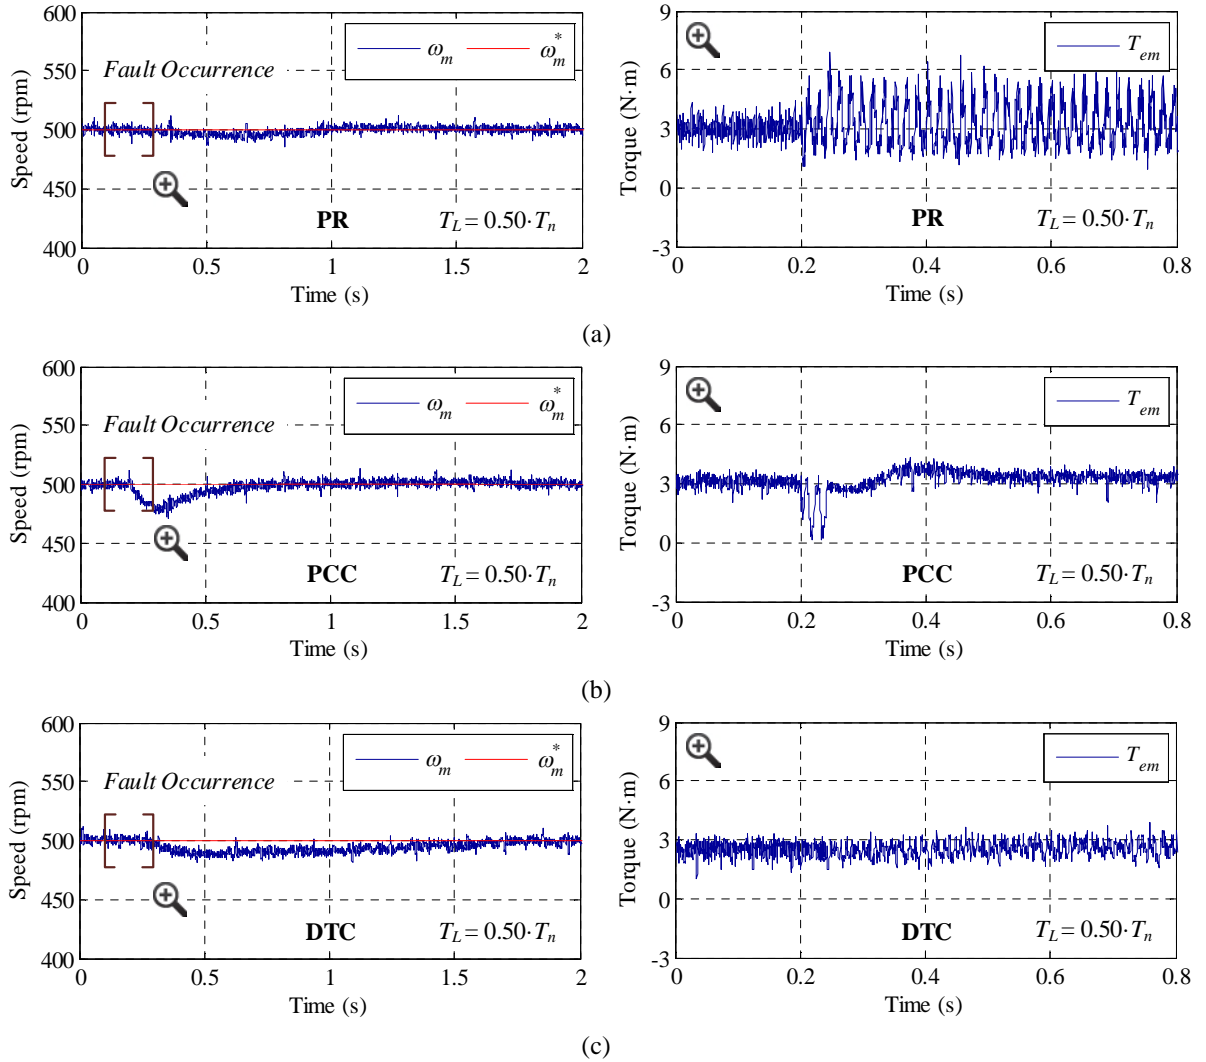 600
550
500
450
400
Speed (rpm)
Fault Occurrence
ωm ωm*
PR TL = 0.50·Tn
0 0.5 1 1.5 2
Time (s)
9
6
3
0
-3
Torque (N·m)
Tem
PR TL = 0.50·Tn
0 0.2 0.4 0.6 0.8
Time (s)
(a)
600
550
500
450
400
Speed (rpm)
Fault Occurrence
ωm ωm*
PCC TL = 0.50·Tn
0 0.5 1 1.5 2
Time (s)
9
6
3
0
-3
Torque (N·m)
Tem
PCC TL = 0.50·Tn
0 0.2 0.4 0.6 0.8
Time (s)
(b)
600
550
500
450
400
Speed (rpm)
Fault Occurrence
ωm ωm*
DTC TL = 0.50·Tn
0 0.5 1 1.5 2
Time (s)
9
6
3
0
-3
Torque (N·m)
Tem
DTC TL = 0.50·Tn
0 0.2 0.4 0.6 0.8
Time (s)
(c)